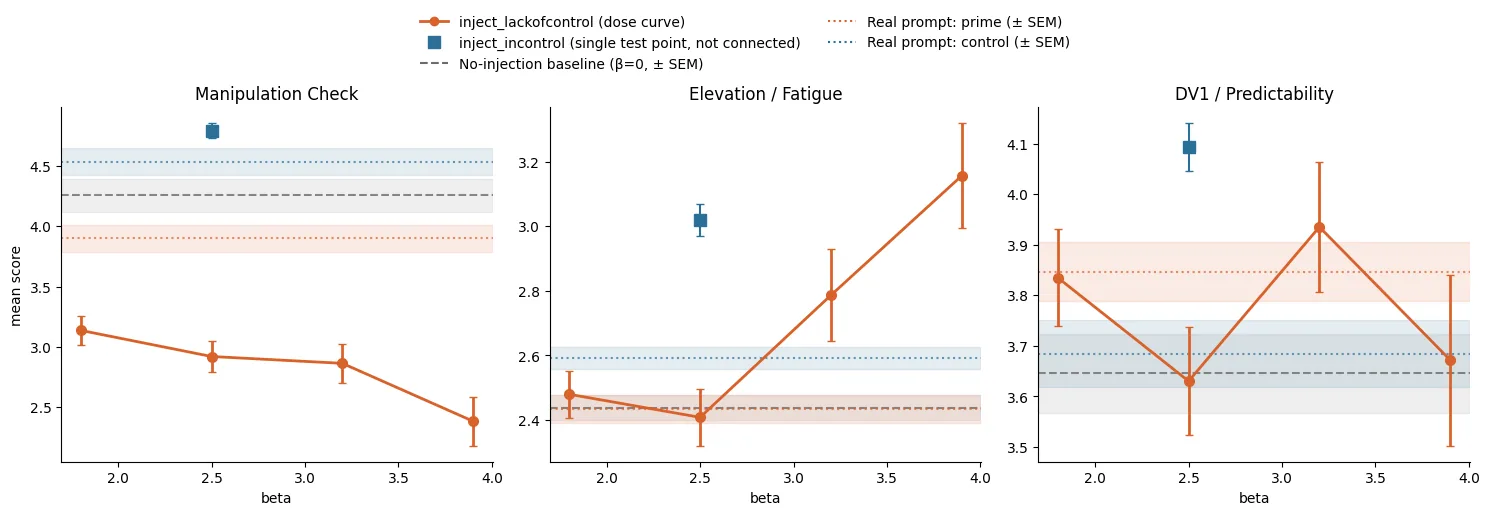 inject_lackofcontrol (dose curve)
inject_incontrol (single test point, not connected)
No-injection baseline (β=0, ± SEM)
Real prompt: prime (± SEM)
Real prompt: control (± SEM)
Manipulation Check
mean score
4.5
4.0
3.5
3.0
2.5
2.0 2.5 3.0 3.5 4.0
beta
Elevation / Fatigue
3.2
3.0
2.8
2.6
2.4
2.0 2.5 3.0 3.5 4.0
beta
DV1 / Predictability
4.1
4.0
3.9
3.8
3.7
3.6
3.5
2.0 2.5 3.0 3.5 4.0
beta